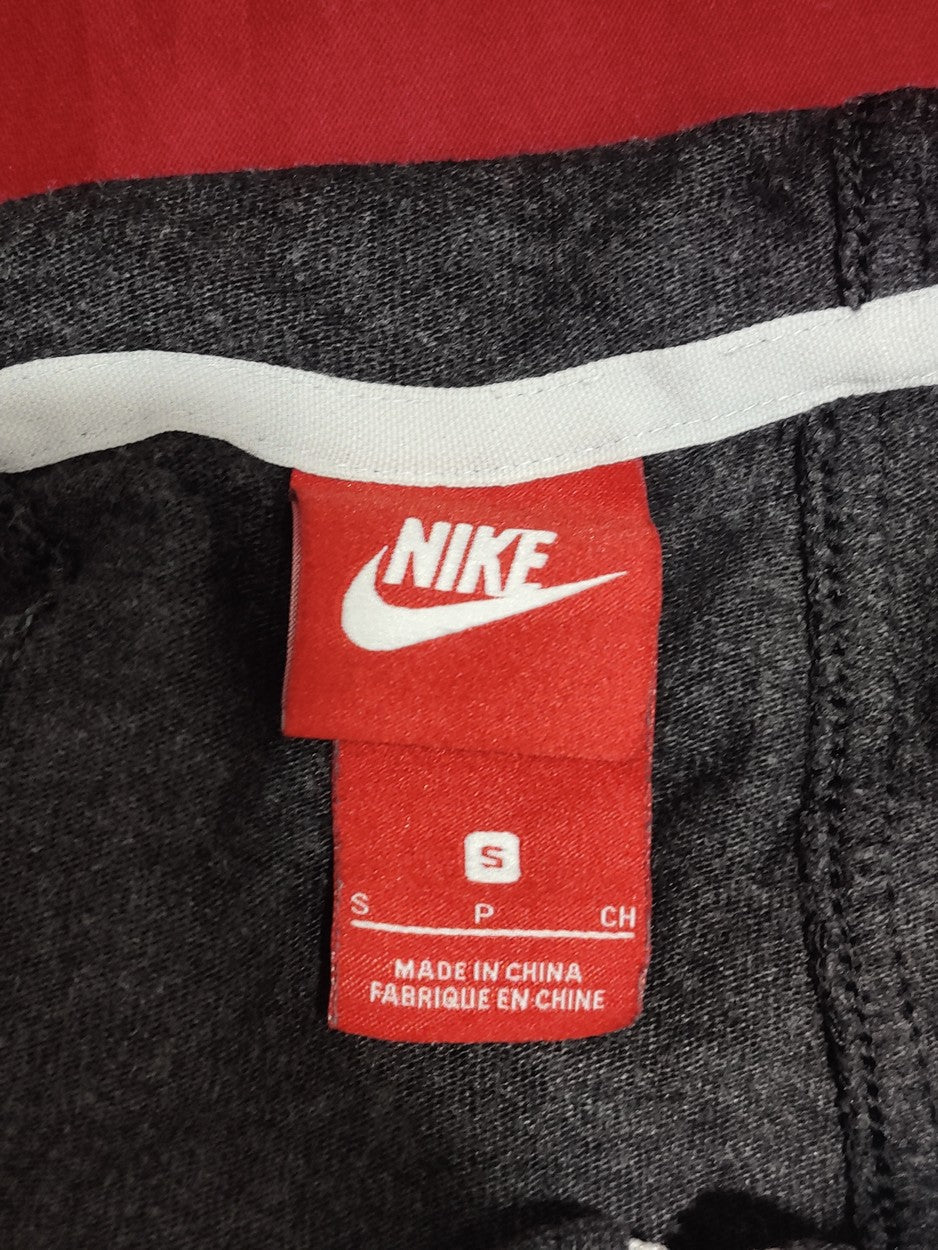 NIKE
S
S P CH
MADE IN CHINA
FABRIQUE EN CHINE